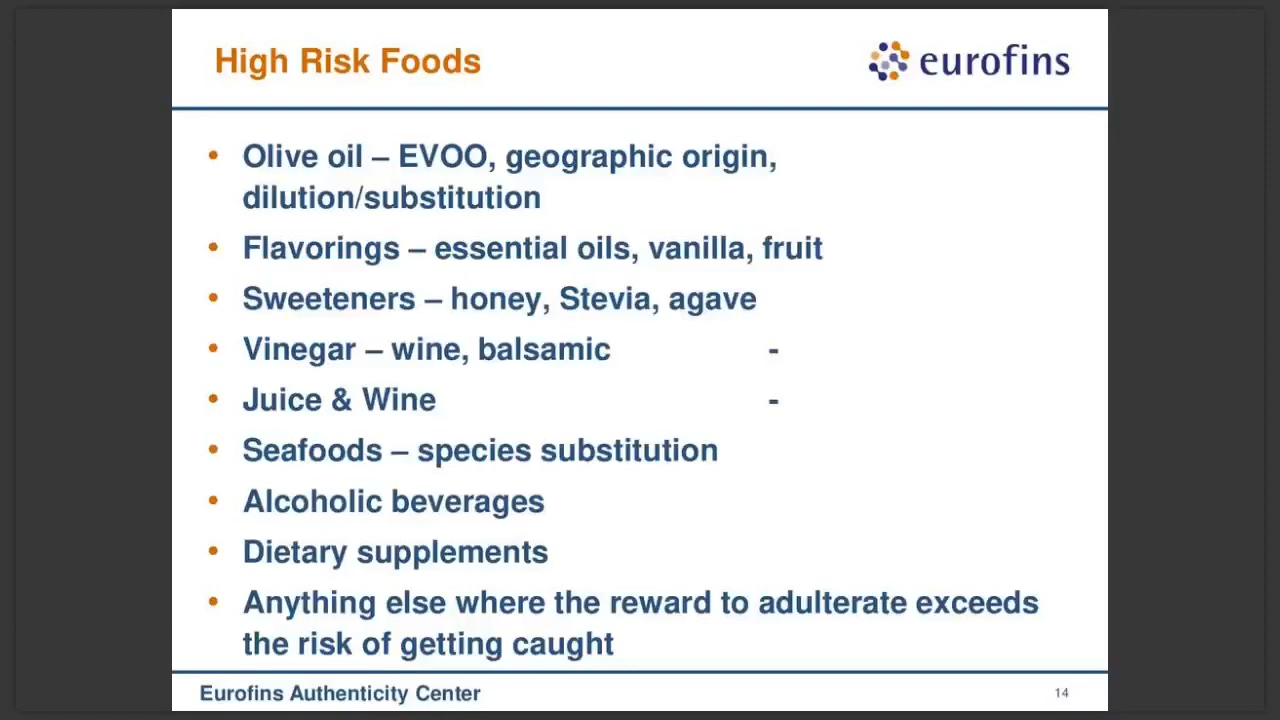 High Risk Foods
eurofins
• Olive oil – EVOO, geographic origin,
dilution/substitution
• Flavorings – essential oils, vanilla, fruit
• Sweeteners – honey, Stevia, agave
• Vinegar – wine, balsamic -
• Juice & Wine -
• Seafoods – species substitution
• Alcoholic beverages
• Dietary supplements
• Anything else where the reward to adulterate exceeds
the risk of getting caught
Eurofins Authenticity Center
14